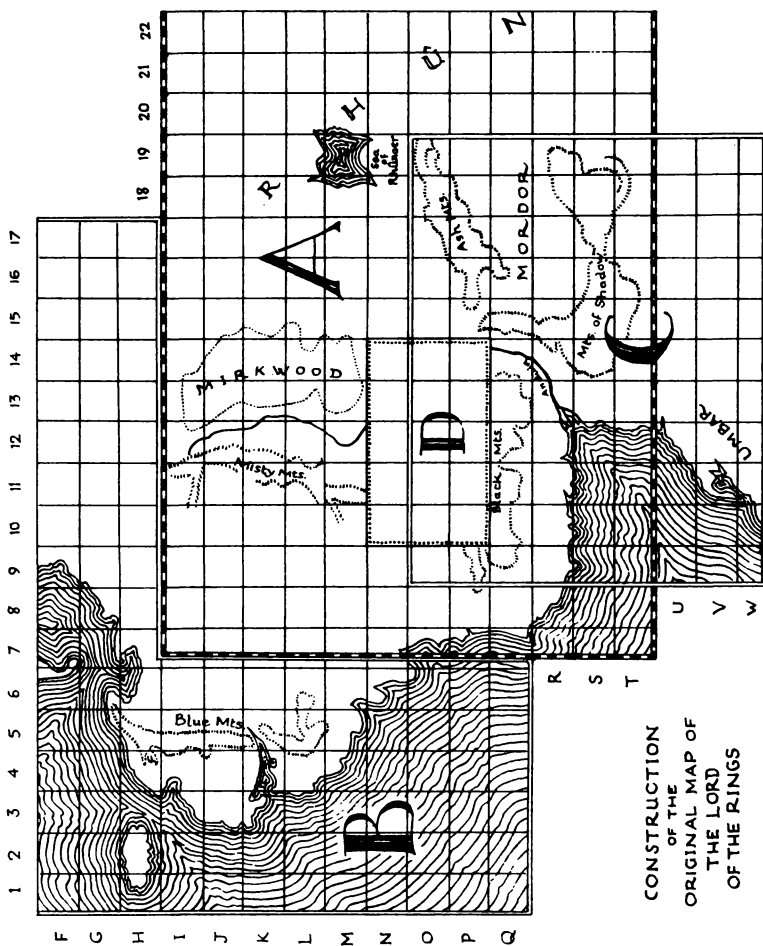 1 2 3 4 5 6 7 8 9 10 11 12 13 14 15 16 17
18 19 20 21 22
F
G
H
I
J
K
L
M
N
O
P
Q
R
S
T
U
V
W
A
B
C
D
R H Û N
Sea
of
Rhûnaer
MIRKWOOD
Misty Mts.
Blue Mts.
Black Mts.
Anduin
Ash Mts.
MORDOR
Mts. of Shadow
UMBAR
CONSTRUCTION
OF THE
ORIGINAL MAP OF
THE LORD
OF THE RINGS